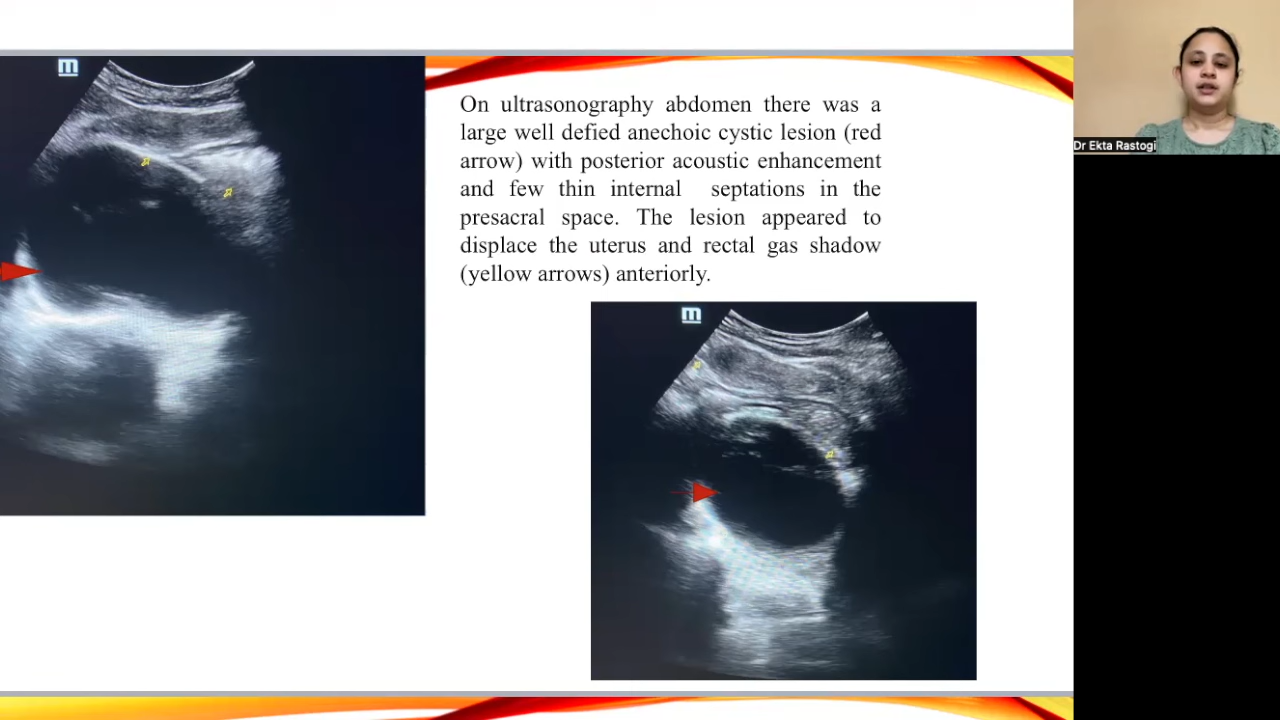 m
On ultrasonography abdomen there was a
large well defied anechoic cystic lesion (red
arrow) with posterior acoustic enhancement
and few thin internal septations in the
presacral space. The lesion appeared to
displace the uterus and rectal gas shadow
(yellow arrows) anteriorly.
m
Dr Ekta Rastogi